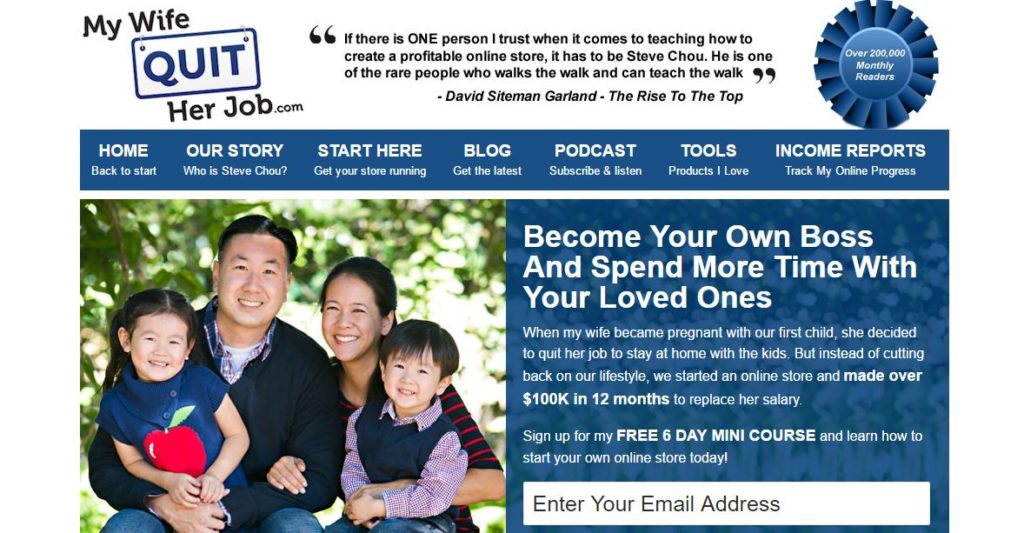 My Wife
QUIT
Her Job.com
“ If there is ONE person I trust when it comes to teaching how to
create a profitable online store, it has to be Steve Chou. He is one
of the rare people who walks the walk and can teach the walk ”
- David Siteman Garland - The Rise To The Top
Over 200,000
Monthly
Readers
HOME OUR STORY START HERE BLOG PODCAST TOOLS INCOME REPORTS
Back to start Who is Steve Chou? Get your store running Get the latest Subscribe & listen Products I Love Track My Online Progress
Become Your Own Boss
And Spend More Time With
Your Loved Ones
When my wife became pregnant with our first child, she decided
to quit her job to stay at home with the kids. But instead of cutting
back on our lifestyle, we started an online store and made over
$100K in 12 months to replace her salary.
Sign up for my FREE 6 DAY MINI COURSE and learn how to
start your own online store today!
Enter Your Email Address